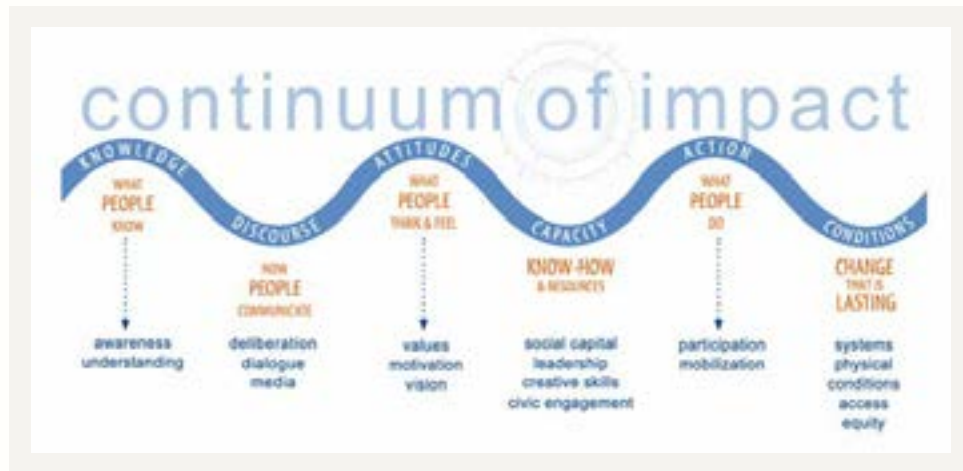 continuum of impact
KNOWLEDGE
WHAT
PEOPLE
KNOW
awareness
understanding
DISCOURSE
HOW
PEOPLE
COMMUNICATE
deliberation
dialogue
media
ATTITUDES
WHAT
PEOPLE
THINK & FEEL
values
motivation
vision
CAPACITY
KNOW-HOW
& RESOURCES
social capital
leadership
creative skills
civic engagement
ACTION
WHAT
PEOPLE
DO
participation
mobilization
CONDITIONS
CHANGE
THAT IS
LASTING
systems
physical
conditions
access
equity